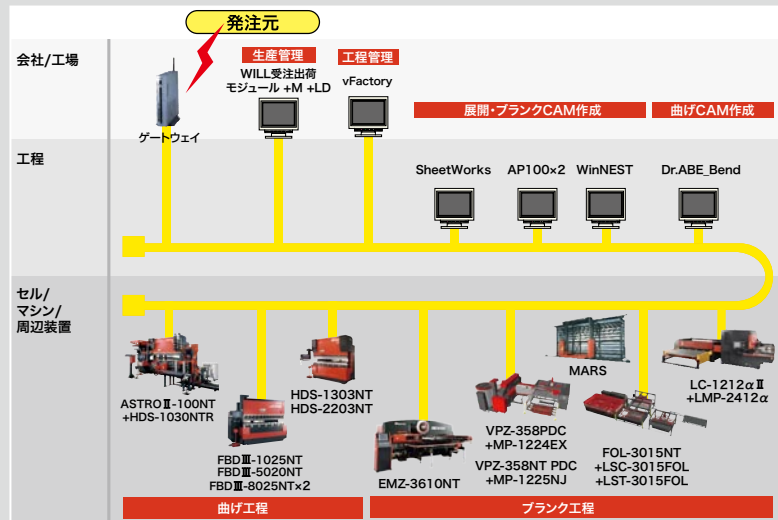 発注元
会社/工場
生産管理
WILL受注出荷
モジュール +M +LD
工程管理
vFactory
ゲートウェイ
展開・ブランクCAM作成
曲げCAM作成
工程
SheetWorks
AP100×2
WinNEST
Dr.ABE_Bend
セル/
マシン/
周辺装置
ASTROⅡ-100NT
+HDS-1030NTR
FBDⅢ-1025NT
FBDⅢ-5020NT
FBDⅢ-8025NT×2
HDS-1303NT
HDS-2203NT
EMZ-3610NT
VPZ-358PDC
+MP-1224EX
VPZ-358NT PDC
+MP-1225NJ
MARS
FOL-3015NT
+LSC-3015FOL
+LST-3015FOL
LC-1212αⅡ
+LMP-2412α
曲げ工程
ブランク工程